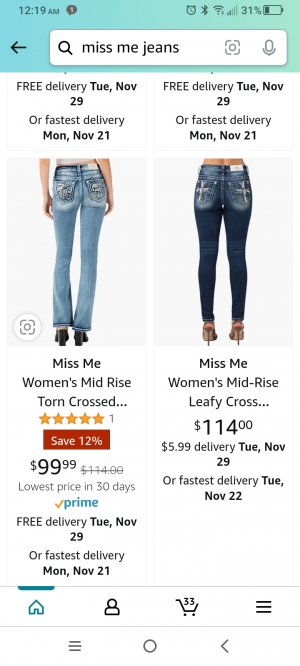 12:19 AM 1 31%
miss me jeans
FREE delivery Tue, Nov
29
Or fastest delivery
Mon, Nov 21
FREE delivery Tue, Nov
29
Or fastest delivery
Mon, Nov 21
Miss Me
Women's Mid Rise
Torn Crossed...
1
Save 12%
$99⁹⁹ $114.00
Lowest price in 30 days
prime
FREE delivery Tue, Nov
29
Or fastest delivery
Mon, Nov 21
Miss Me
Women's Mid-Rise
Leafy Cross...
$114⁰⁰
$5.99 delivery Tue, Nov
29
Or fastest delivery Tue,
Nov 22
33